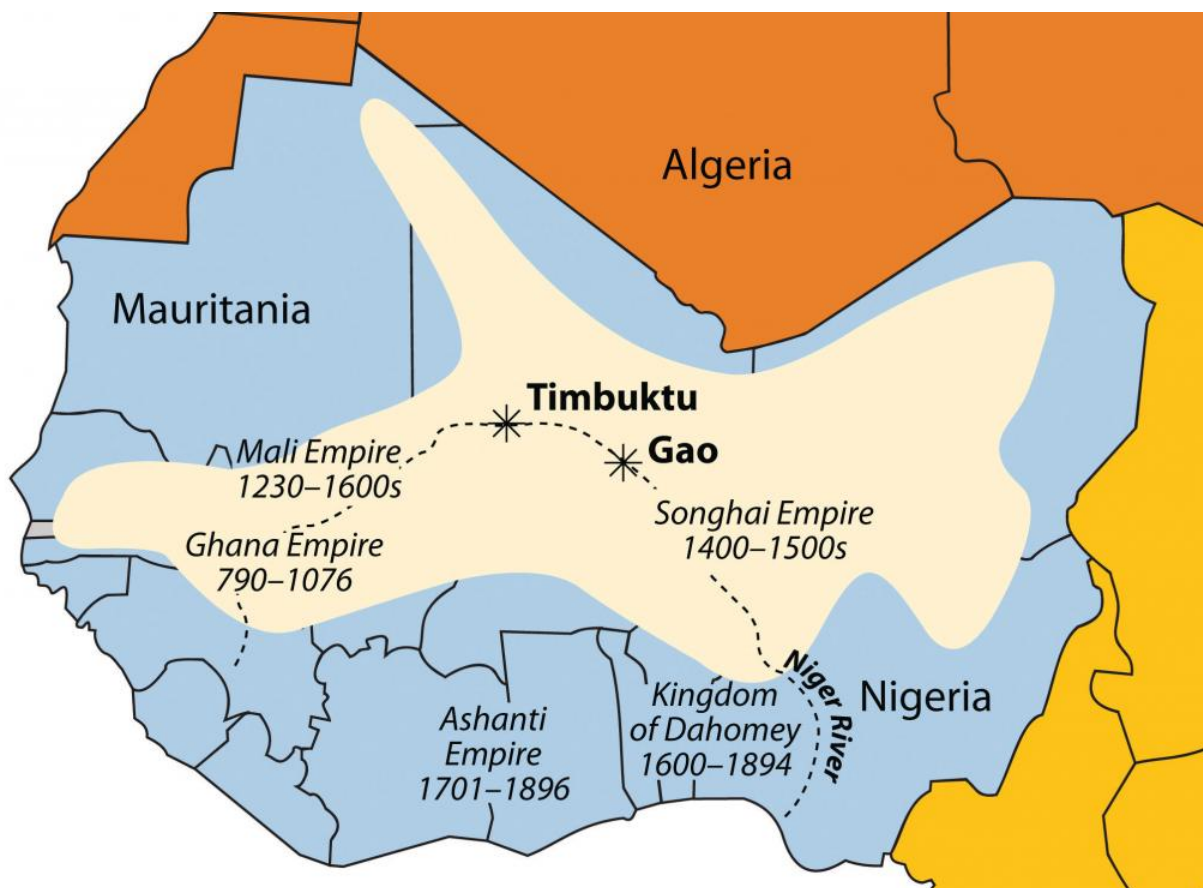 Algeria
Mauritania
Timbuktu
Gao
Mali Empire
1230–1600s
Songhai Empire
1400–1500s
Ghana Empire
790–1076
Niger River
Nigeria
Kingdom
of Dahomey
1600–1894
Ashanti
Empire
1701–1896